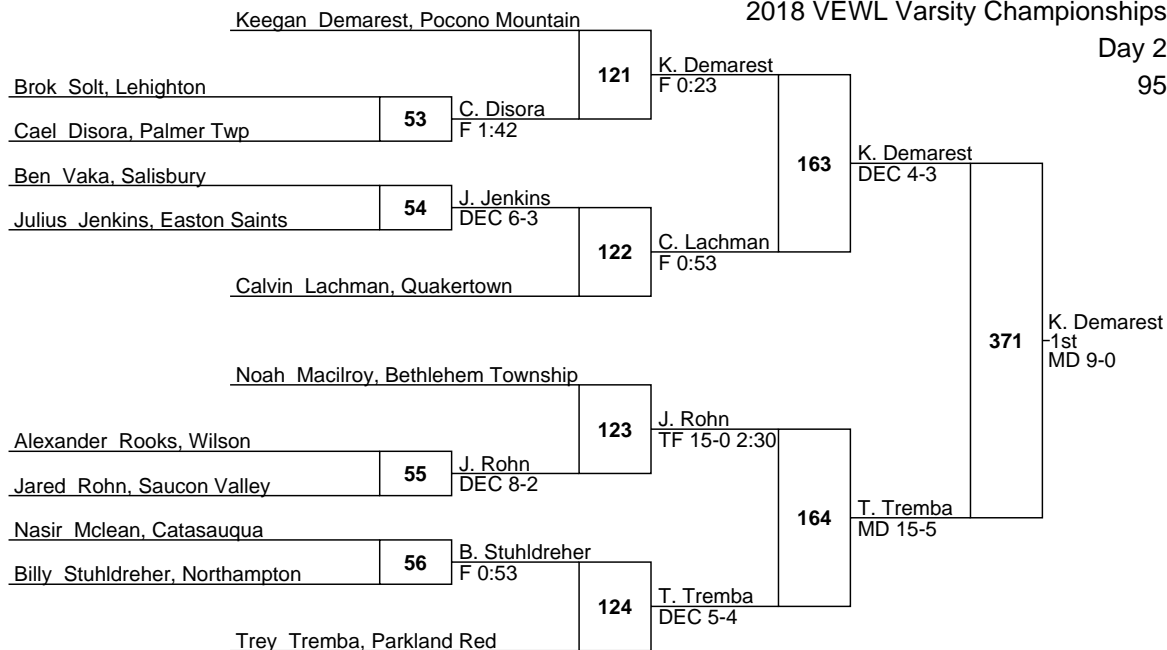 2018 VEWL Varsity Championships
Day 2
95
Keegan  Demarest, Pocono Mountain
121
K. Demarest
F 0:23
Brok  Solt, Lehighton
53
C. Disora
F 1:42
Cael  Disora, Palmer Twp
163
K. Demarest
DEC 4-3
Ben  Vaka, Salisbury
54
J. Jenkins
DEC 6-3
Julius  Jenkins, Easton Saints
122
C. Lachman
F 0:53
Calvin  Lachman, Quakertown
371
K. Demarest
1st
MD 9-0
Noah  Macilroy, Bethlehem Township
123
J. Rohn
TF 15-0 2:30
Alexander  Rooks, Wilson
55
J. Rohn
DEC 8-2
Jared  Rohn, Saucon Valley
164
T. Tremba
MD 15-5
Nasir  Mclean, Catasauqua
56
B. Stuhldreher
F 0:53
Billy  Stuhldreher, Northampton
124
T. Tremba
DEC 5-4
Trey  Tremba, Parkland Red